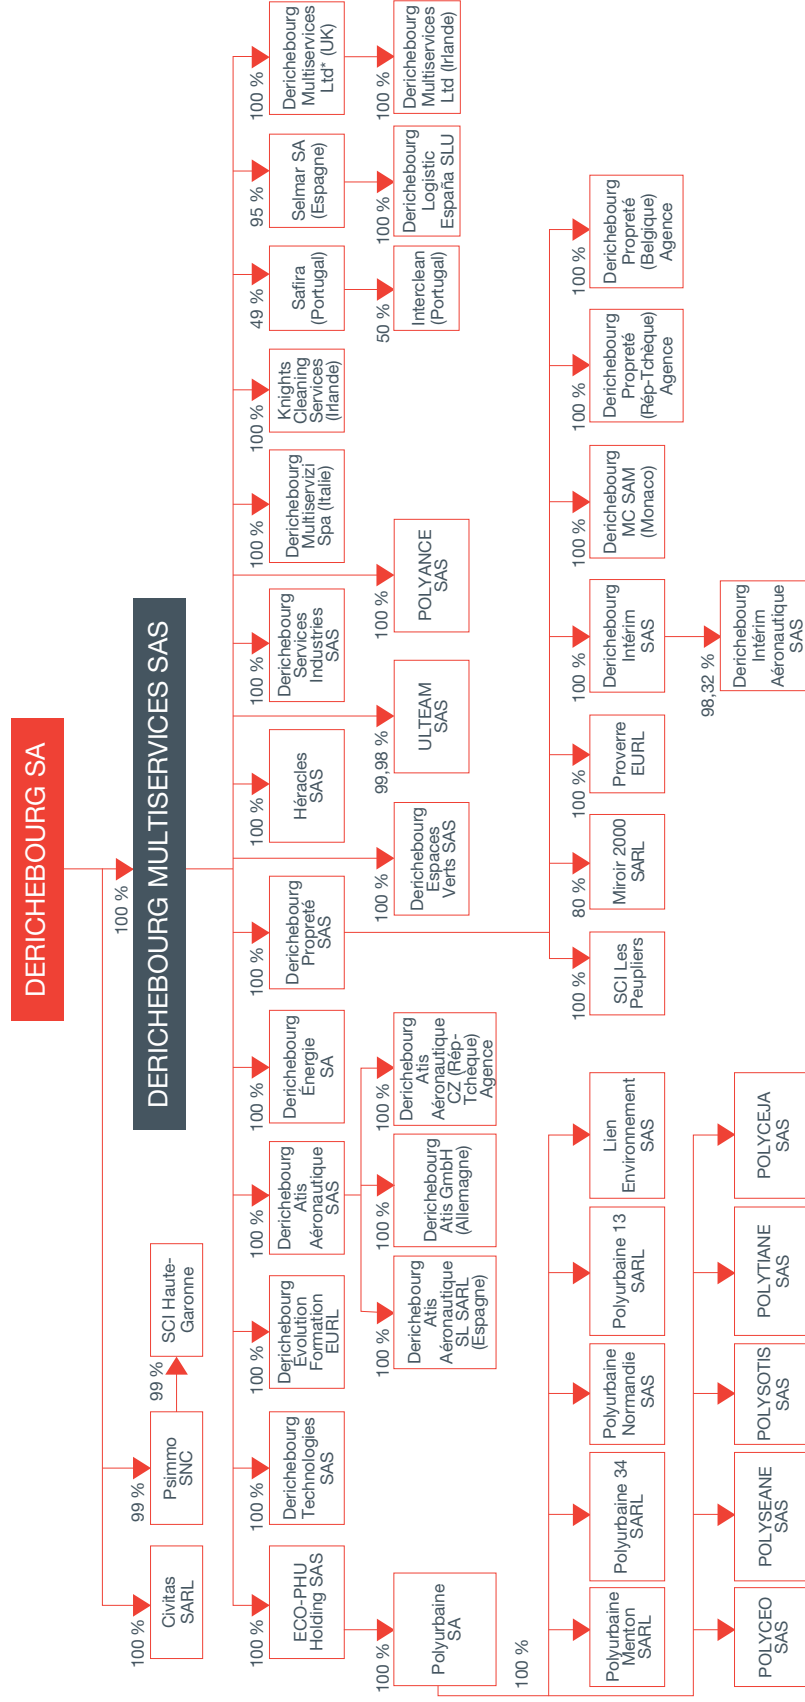 DERICHEBOURG SA
100 %
DERICHEBOURG MULTISERVICES SAS
100 %
Civitas
SARL
99 %
Psimmo
SNC
99 %
SCI Haute-
Garonne
100 %
ECO-PHU
Holding SAS
100 %
Derichebourg
Technologies
SAS
100 %
Derichebourg
Evolution
Formation
EURL
100 %
Derichebourg
Atis
Aéronautique
SAS
100 %
Derichebourg
Énergie
SA
100 %
Derichebourg
Propreté
SAS
100 %
Héracles
SAS
100 %
Derichebourg
Services
Industries
SAS
100 %
Derichebourg
Multiservizi
Spa (Italie)
100 %
Knights
Cleaning
Services
(Irlande)
49 %
Safira
(Portugal)
95 %
Selmar SA
(Espagne)
100 %
Derichebourg
Multiservices
Ltd* (UK)
100 %
Polyurbaine
SA
100 %
Derichebourg
Atis
Aéronautique
SL SARL
(Espagne)
100 %
Derichebourg
Atis GmbH
(Allemagne)
100 %
Derichebourg
Atis
Aéronautique
CZ (Rép-
Tcheque)
Agence
100 %
Derichebourg
Espaces
Verts SAS
99,98 %
ULTEAM
SAS
100 %
POLYANCE
SAS
50 %
Interclean
(Portugal)
100 %
Derichebourg
Logistic
España SLU
100 %
Derichebourg
Multiservices
Ltd (Irlande)
100 %
Polyurbaine
Menton
SARL
Polyurbaine 34
SARL
Polyurbaine
Normandie
SAS
Polyurbaine 13
SARL
Lien
Environnement
SAS
100 %
SCI Les
Peupliers
80 %
Miroir 2000
SARL
100 %
Proverre
EURL
100 %
Derichebourg
Intérim
SAS
100 %
Derichebourg
MC SAM
(Monaco)
100 %
Derichebourg
Propreté
(Rép-Tchèque)
Agence
100 %
Derichebourg
Propreté
(Belgique)
Agence
POLYCEO
SAS
POLYSEANE
SAS
POLYSOTIS
SAS
POLYTIANE
SAS
POLYCEJA
SAS
98,32 %
Derichebourg
Intérim
Aéronautique
SAS